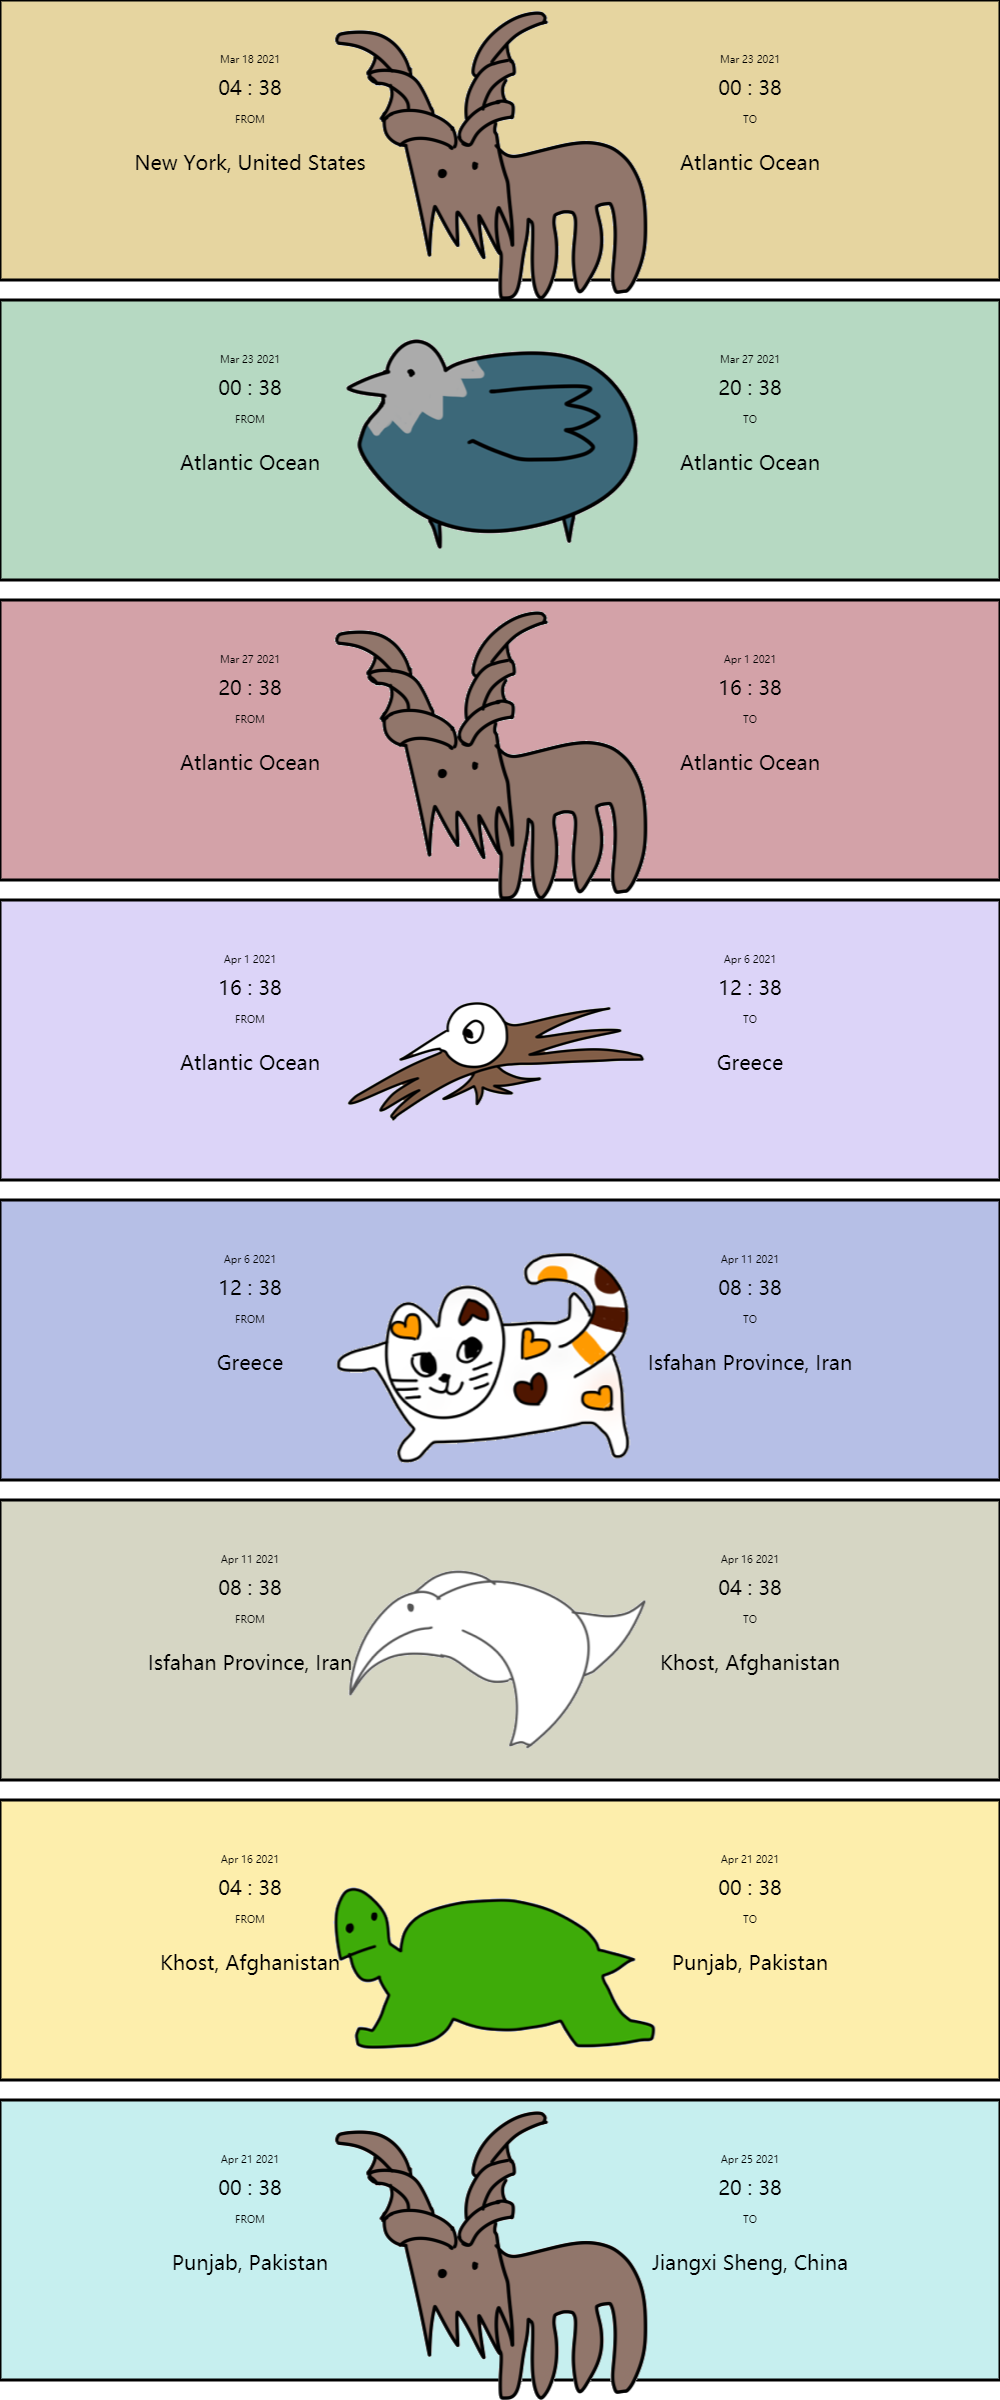 Mar 18 2021
04 : 38
FROM
New York, United States
Mar 23 2021
00 : 38
TO
Atlantic Ocean
Mar 23 2021
00 : 38
FROM
Atlantic Ocean
Mar 27 2021
20 : 38
TO
Atlantic Ocean
Mar 27 2021
20 : 38
FROM
Atlantic Ocean
Apr 1 2021
16 : 38
TO
Atlantic Ocean
Apr 1 2021
16 : 38
FROM
Atlantic Ocean
Apr 6 2021
12 : 38
TO
Greece
Apr 6 2021
12 : 38
FROM
Greece
Apr 11 2021
08 : 38
TO
Isfahan Province, Iran
Apr 11 2021
08 : 38
FROM
Isfahan Province, Iran
Apr 16 2021
04 : 38
TO
Khost, Afghanistan
Apr 16 2021
04 : 38
FROM
Khost, Afghanistan
Apr 21 2021
00 : 38
TO
Punjab, Pakistan
Apr 21 2021
00 : 38
FROM
Punjab, Pakistan
Apr 25 2021
20 : 38
TO
Jiangxi Sheng, China